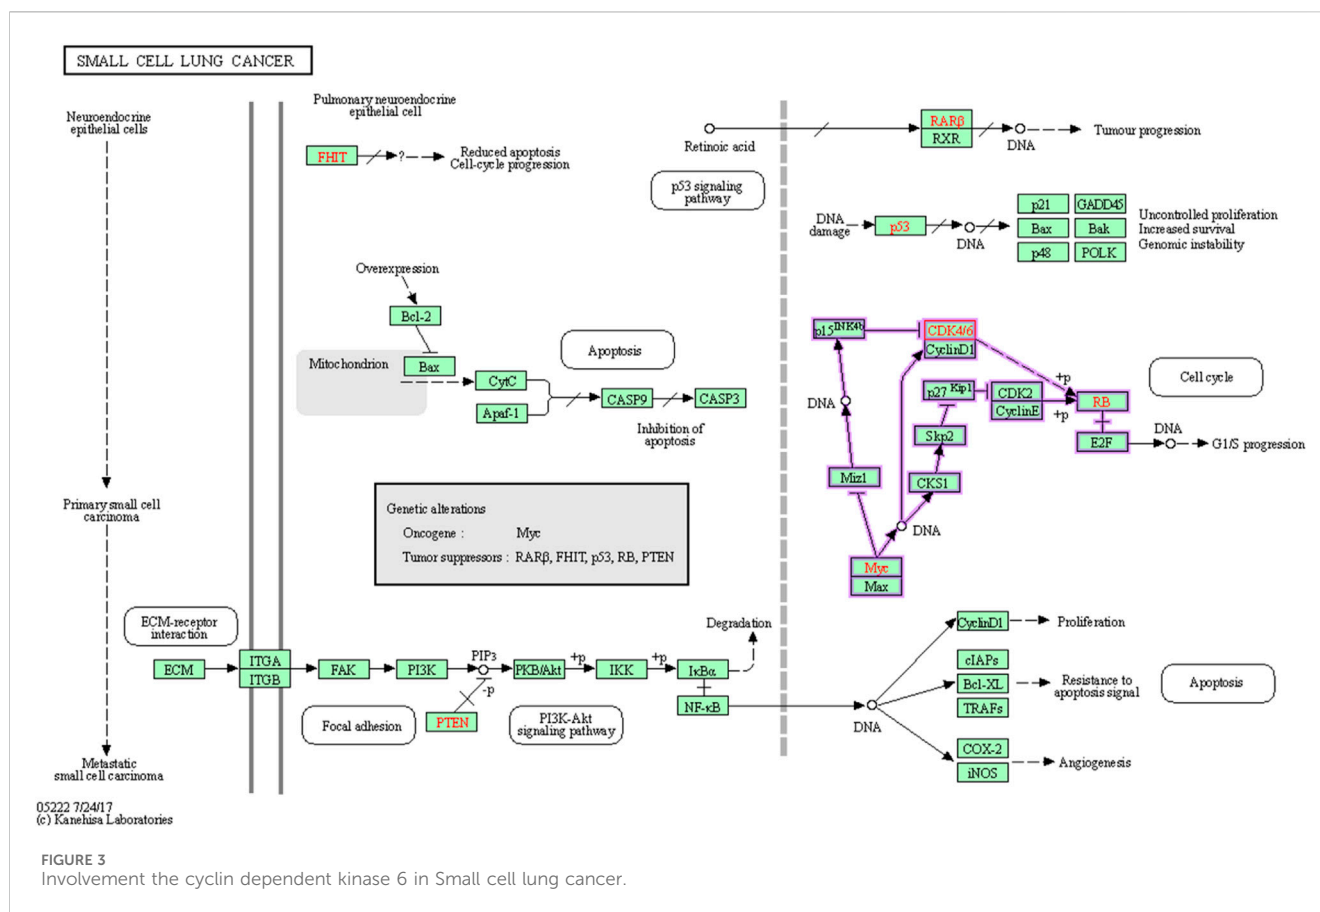 SMALL CELL LUNG CANCER
Neuroendocrine
epithelial cells
Pulmonary neuroendocrine
epithelial cell
FHIT
?
Reduced apoptosis
Cell-cycle progression
Retinoic acid
RARβ
RXR
DNA
Tumour progression
p53 signaling
pathway
DNA
damage
p53
DNA
p21
GADD45
Bax
Bak
p48
POLK
Uncontrolled proliferation
Increased survival
Genomic instability
Overexpression
Bcl-2
Mitochondrion
Bax
Apoptosis
CytC
Apaf-1
CASP9
CASP3
Inhibition of
apoptosis
p15INK4b
CDK4/6
CyclinD1
p27 Kip1
CDK2
CyclinE
+p
+p
RB
Cell cycle
DNA
Skp2
E2F
DNA
G1/S progression
Miz1
CKS1
DNA
Myc
Max
Primary small cell
carcinoma
Genetic alterations
Oncogene : Myc
Tumor suppressors : RARβ, FHIT, p53, RB, PTEN
ECM-receptor
interaction
ECM
ITGA
ITGB
FAK
PI3K
PIP3
-p
PTEN
PKB/Akt
+p
IKK
+p
IκBα
NF-κB
Degradation
Focal adhesion
PI3K-Akt
signaling pathway
DNA
CyclinD1
Proliferation
cIAPs
Bcl-XL
TRAFs
Resistance to
apoptosis signal
Apoptosis
COX-2
iNOS
Angiogenesis
Metastatic
small cell carcinoma
05222 7/24/17
(c) Kanehisa Laboratories
FIGURE 3
Involvement the cyclin dependent kinase 6 in Small cell lung cancer.